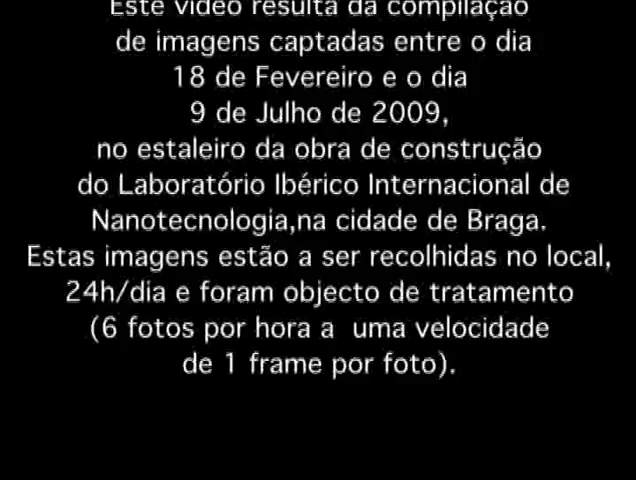 Este vídeo resulta da compilação
de imagens captadas entre o dia
18 de Fevereiro e o dia
9 de Julho de 2009,
no estaleiro da obra de construção
do Laboratório Ibérico Internacional de
Nanotecnologia,na cidade de Braga.
Estas imagens estão a ser recolhidas no local,
24h/dia e foram objecto de tratamento
(6 fotos por hora a  uma velocidade
de 1 frame por foto).